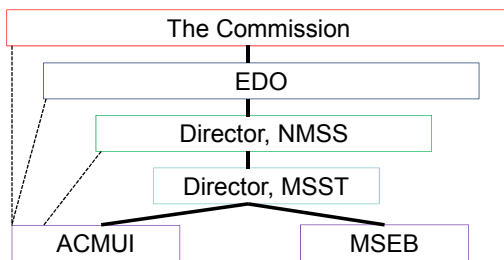 The Commission
EDO
Director, NMSS
Director, MSST
ACMUI
MSEB